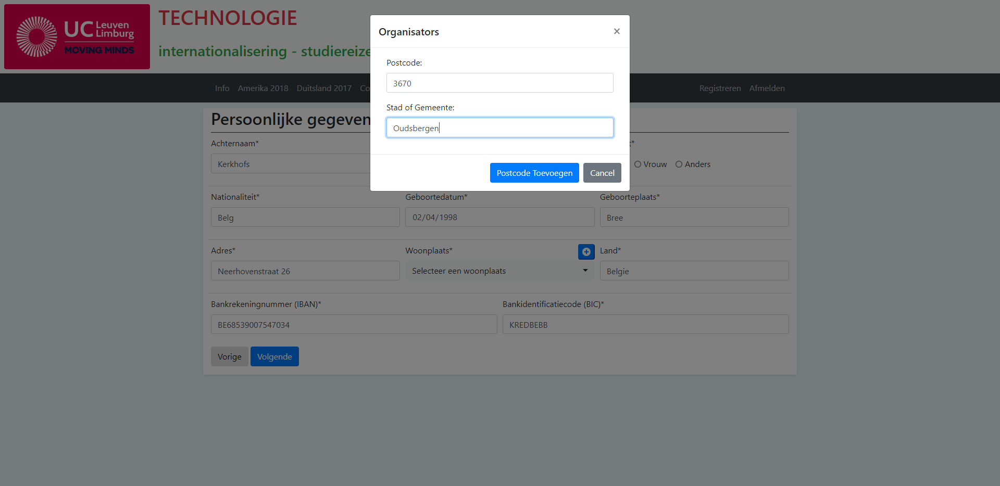 UC Leuven Limburg
MOVING MINDS
TECHNOLOGIE
internationalisering - studiereize
Info Amerika 2018 Duitsland 2017 Co
Registreren Afmelden
Organisators ×
Postcode:
3670
Stad of Gemeente:
Oudsbergen
Postcode Toevoegen Cancel
Persoonlijke gegeven
Achternaam* t*
Kerkhofs Vrouw Anders
Nationaliteit* Geboortedatum* Geboorteplaats*
Belg 02/04/1998 Bree
Adres* Woonplaats* Land*
Neerhovenstraat 26 Selecteer een woonplaats Belgie
Bankrekeningnummer (IBAN)* Bankidentificatiecode (BIC)*
BE68539007547034 KREDBEBB
Vorige Volgende